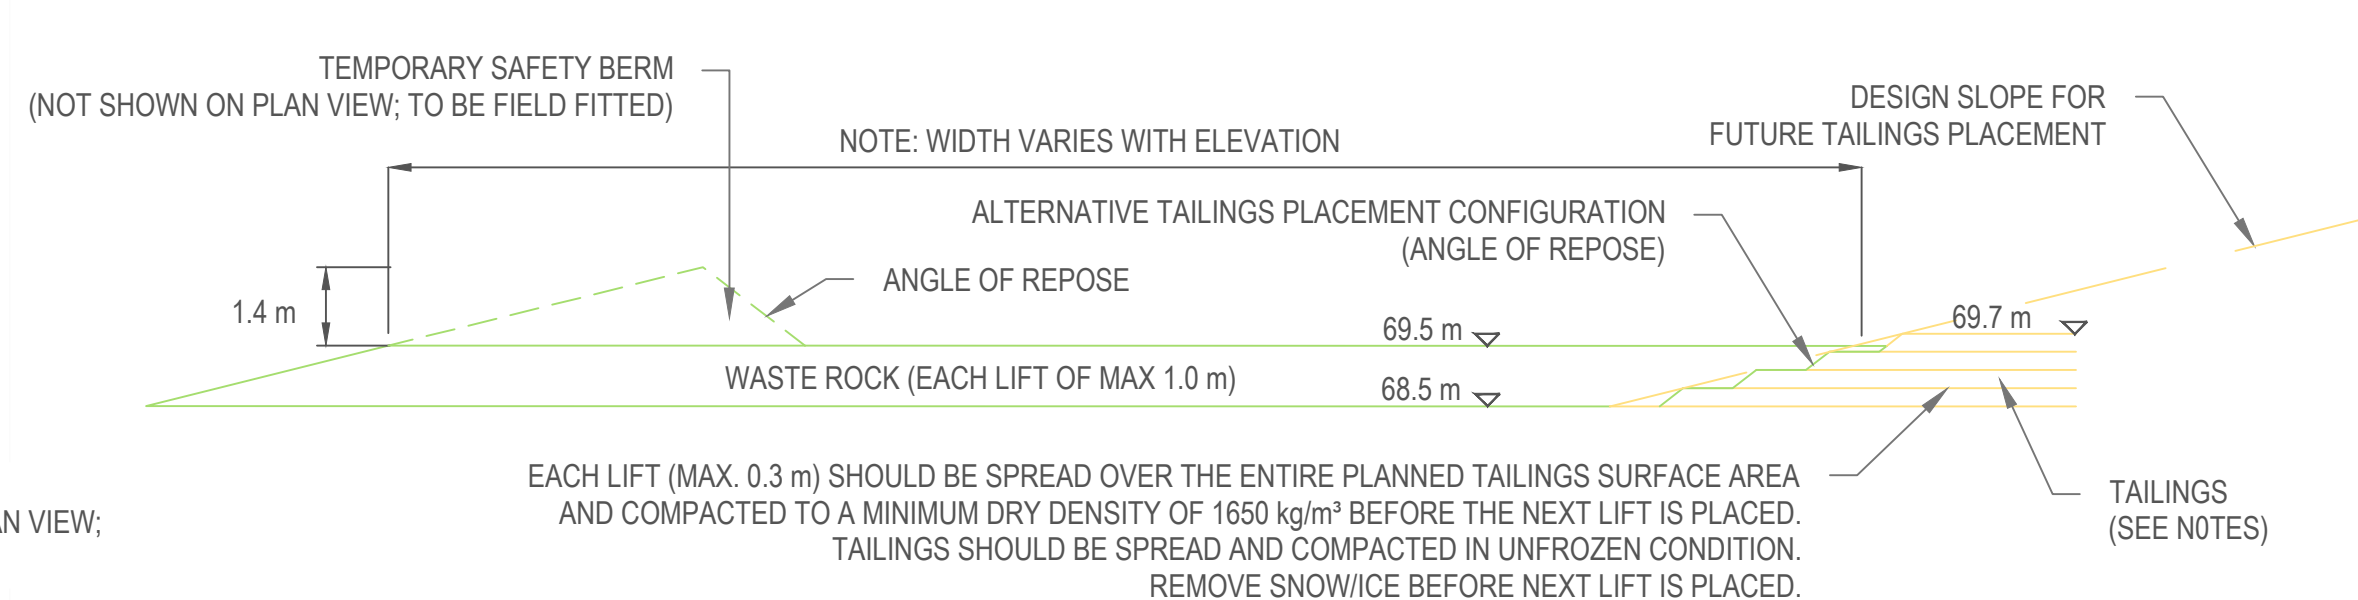 TEMPORARY SAFETY BERM
(NOT SHOWN ON PLAN VIEW; TO BE FIELD FITTED)
DESIGN SLOPE FOR
FUTURE TAILINGS PLACEMENT
NOTE: WIDTH VARIES WITH ELEVATION
ALTERNATIVE TAILINGS PLACEMENT CONFIGURATION
(ANGLE OF REPOSE)
ANGLE OF REPOSE
1.4 m
69.5 m
69.7 m
WASTE ROCK (EACH LIFT OF MAX 1.0 m)
68.5 m
EACH LIFT (MAX. 0.3 m) SHOULD BE SPREAD OVER THE ENTIRE PLANNED TAILINGS SURFACE AREA
AND COMPACTED TO A MINIMUM DRY DENSITY OF 1650 kg/m³ BEFORE THE NEXT LIFT IS PLACED.
TAILINGS SHOULD BE SPREAD AND COMPACTED IN UNFROZEN CONDITION.
REMOVE SNOW/ICE BEFORE NEXT LIFT IS PLACED.
TAILINGS
(SEE N0TES)
AN VIEW;